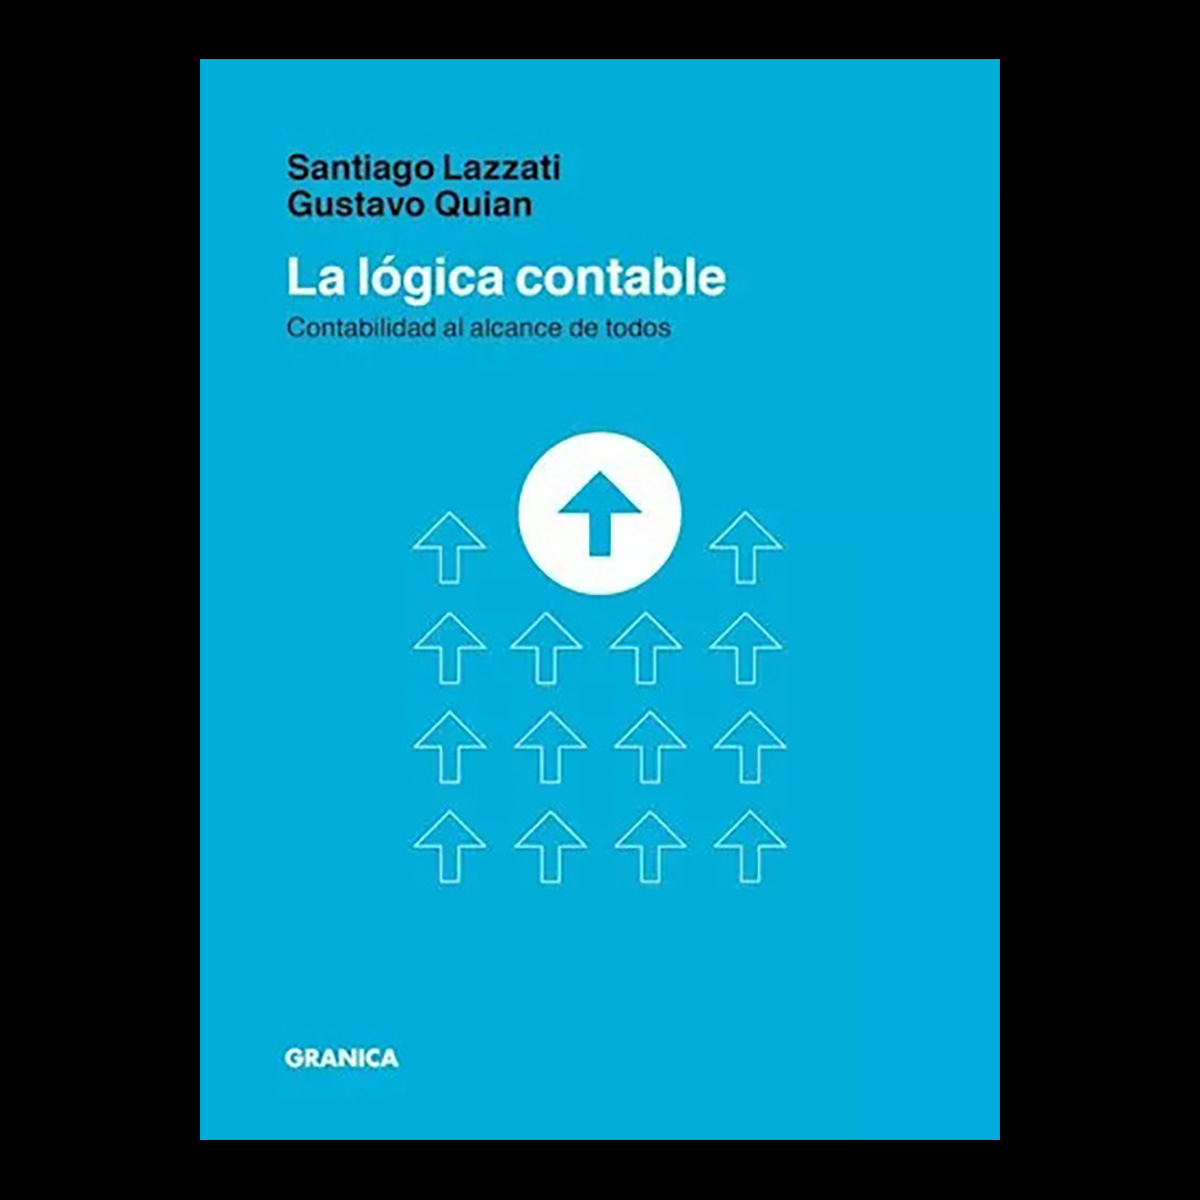 Santiago Lazzati
Gustavo Quian
La lógica contable
Contabilidad al alcance de todos
GRANICA